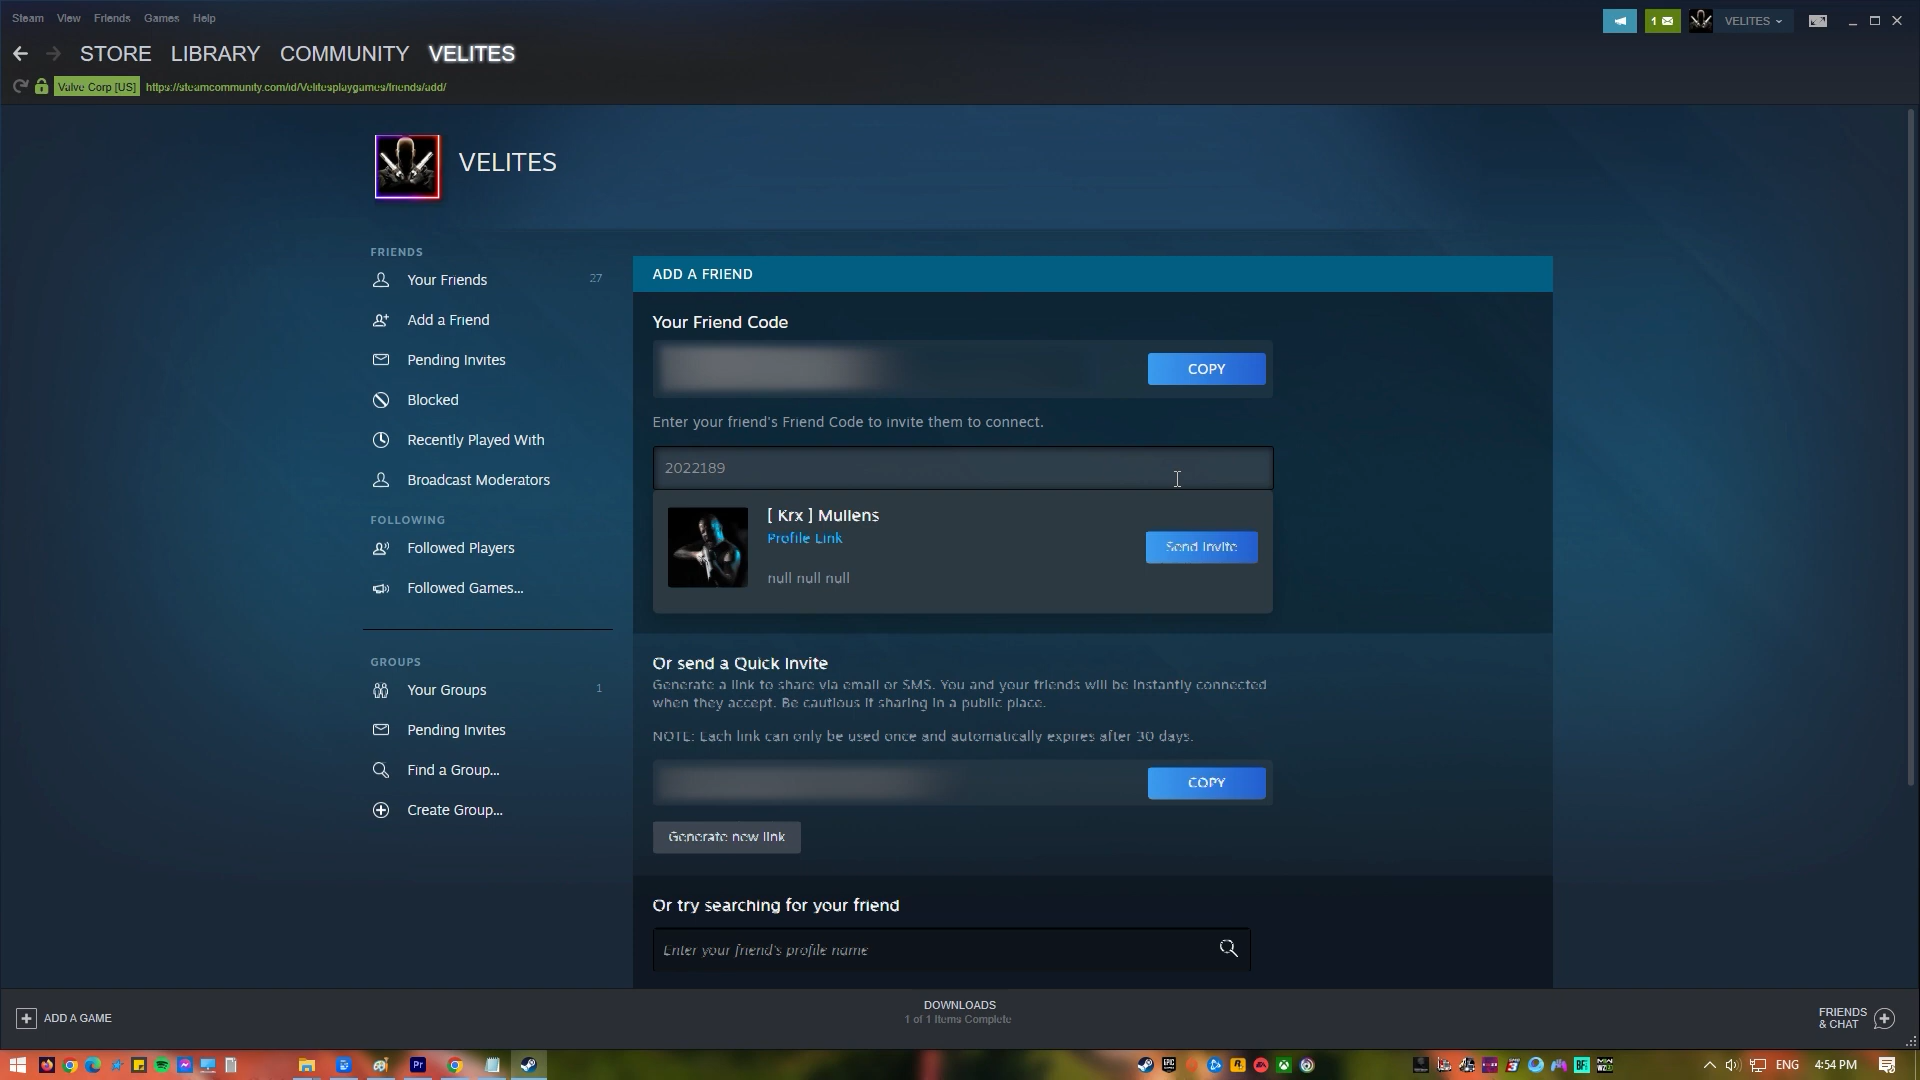 Steam View Friends Games Help
1
VELITES
STORE LIBRARY COMMUNITY VELITES
Valve Corp [US] https://steamcommunity.com/id/Velitesplaygames/friends/add/
VELITES
FRIENDS
Your Friends 27
Add a Friend
Pending Invites
Blocked
Recently Played With
Broadcast Moderators
FOLLOWING
Followed Players
Followed Games...
GROUPS
Your Groups 1
Pending Invites
Find a Group...
Create Group...
ADD A FRIEND
Your Friend Code
COPY
Enter your friend's Friend Code to invite them to connect.
2022189
[ Krx ] Mullens
Profile Link
Send Invite
null null null
Or send a Quick Invite
Generate a link to share via email or SMS. You and your friends will be instantly connected
when they accept. Be cautious if sharing in a public place.
NOTE: Each link can only be used once and automatically expires after 30 days.
COPY
Generate new link
Or try searching for your friend
Enter your friend's profile name
ADD A GAME
DOWNLOADS
1 of 1 Items Complete
FRIENDS
& CHAT
Pr
ENG 4:54 PM